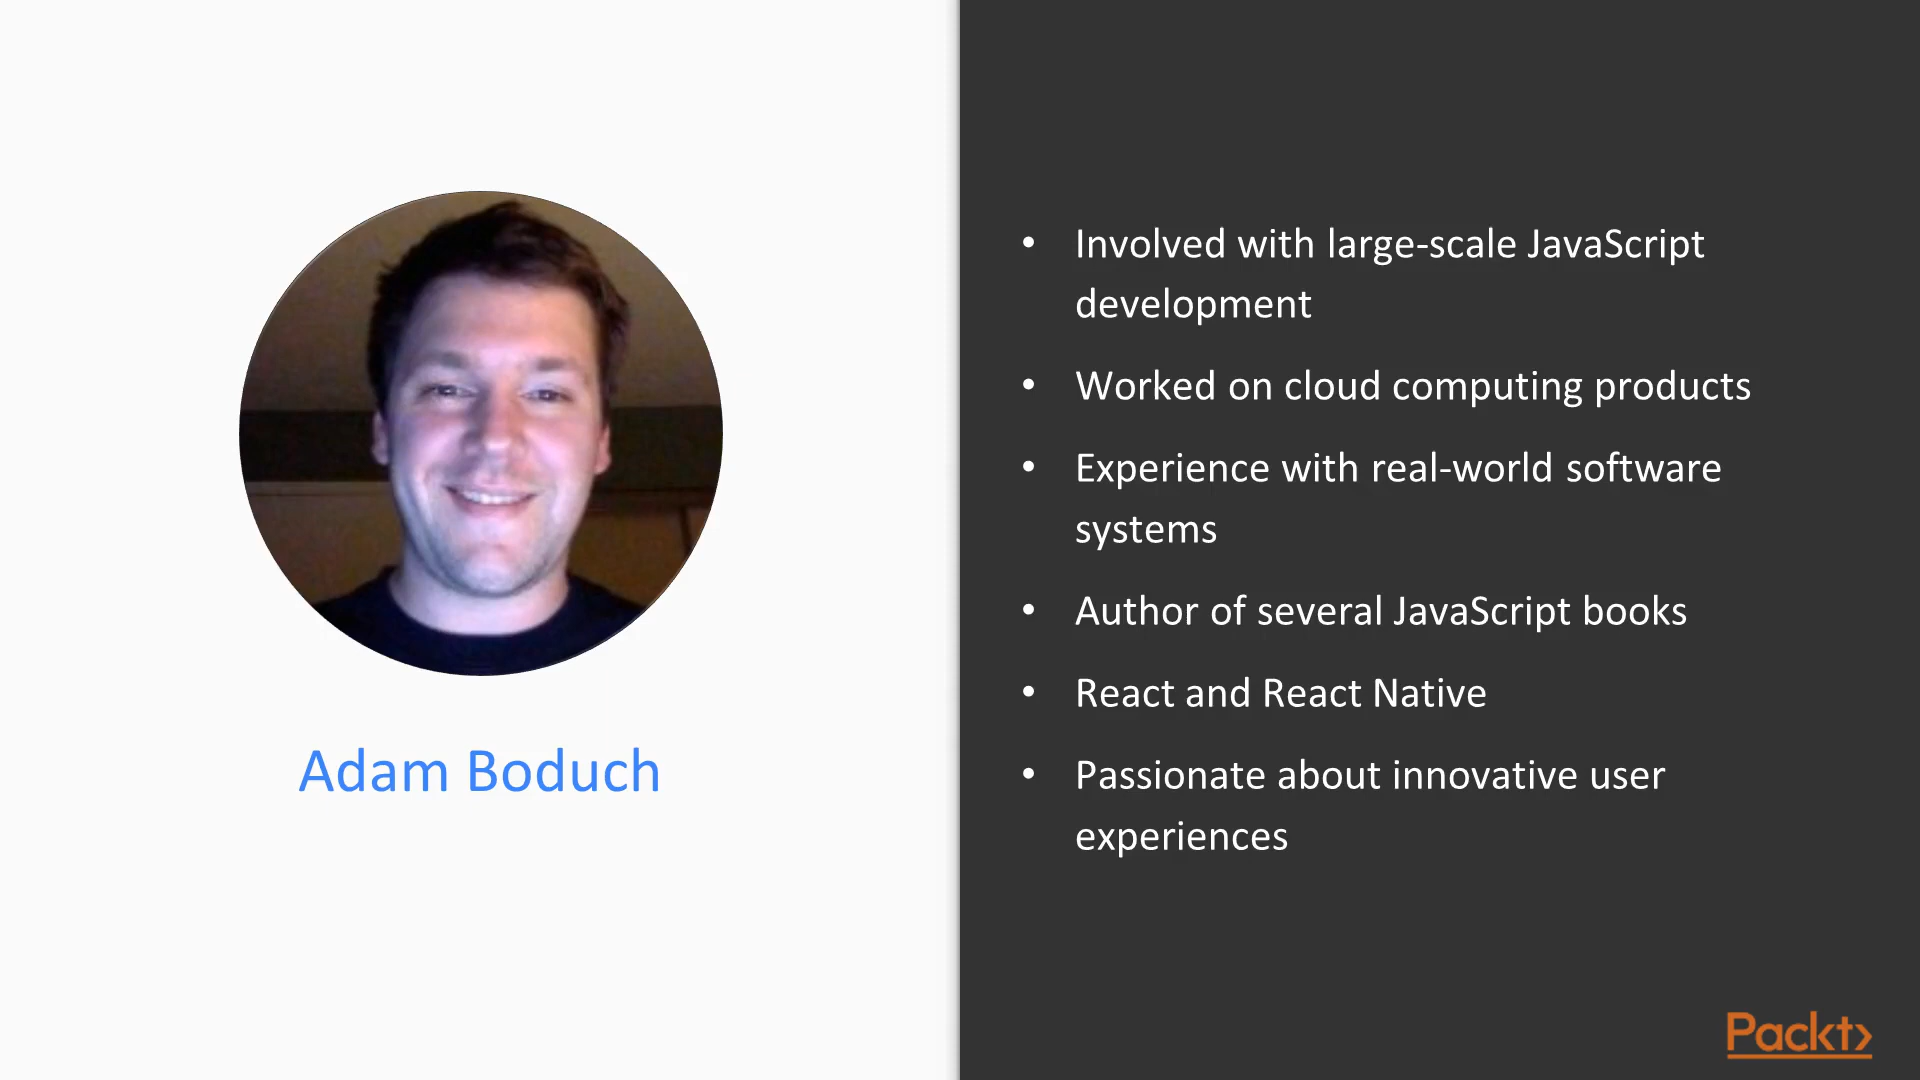 Adam Boduch
• Involved with large-scale JavaScript
development
• Worked on cloud computing products
• Experience with real-world software
systems
• Author of several JavaScript books
• React and React Native
• Passionate about innovative user
experiences
Packt>